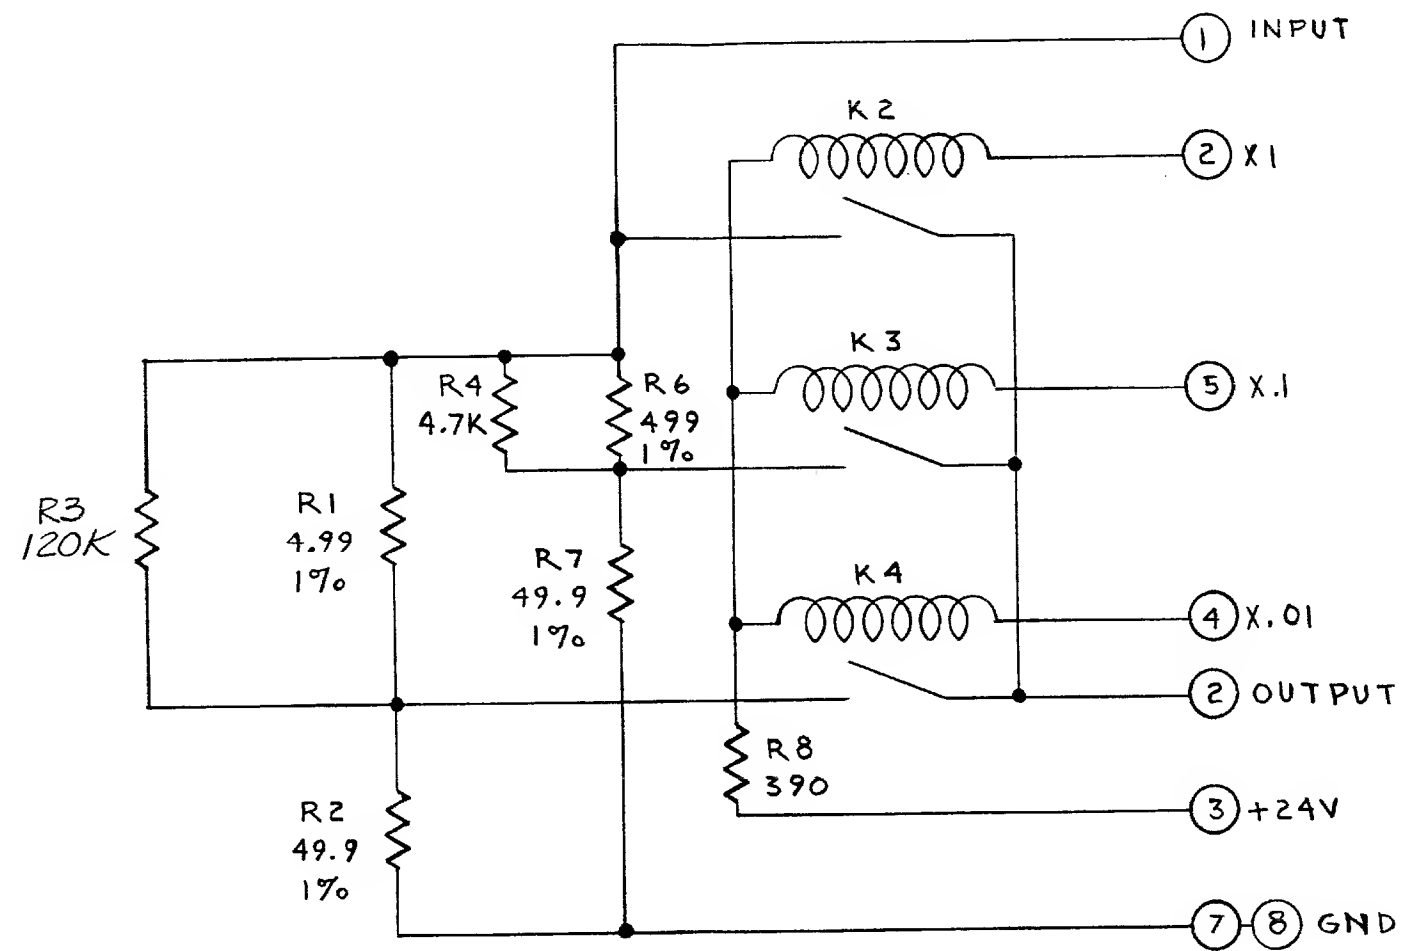 1 INPUT
K2
2 X1
K3
5 X.1
R4
4.7K
R6
499
1%
R3
120K
R1
4.99
1%
R7
49.9
1%
K4
4 X.01
2 OUTPUT
R8
390
3 +24V
R2
49.9
1%
7 8 GND